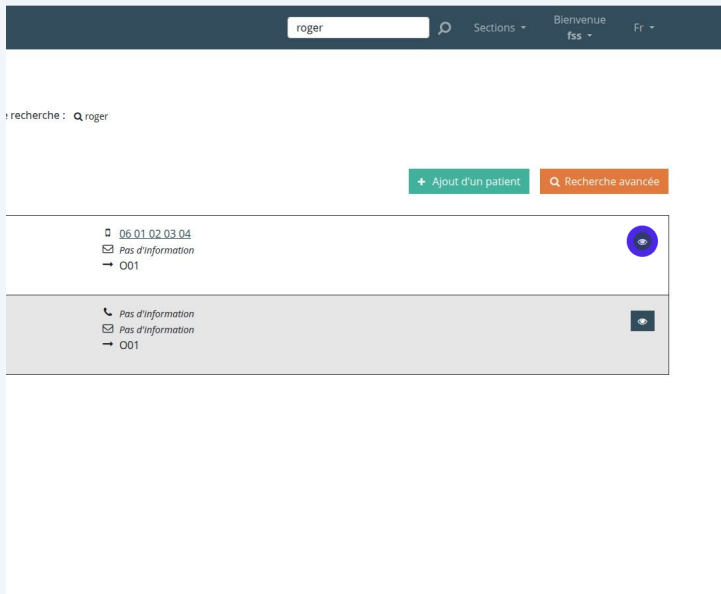 roger
Sections
Bienvenue
fss
Fr
e recherche : roger
+ Ajout d'un patient
Recherche avancée
06 01 02 03 04
Pas d'information
→ O01
Pas d'information
Pas d'information
→ O01